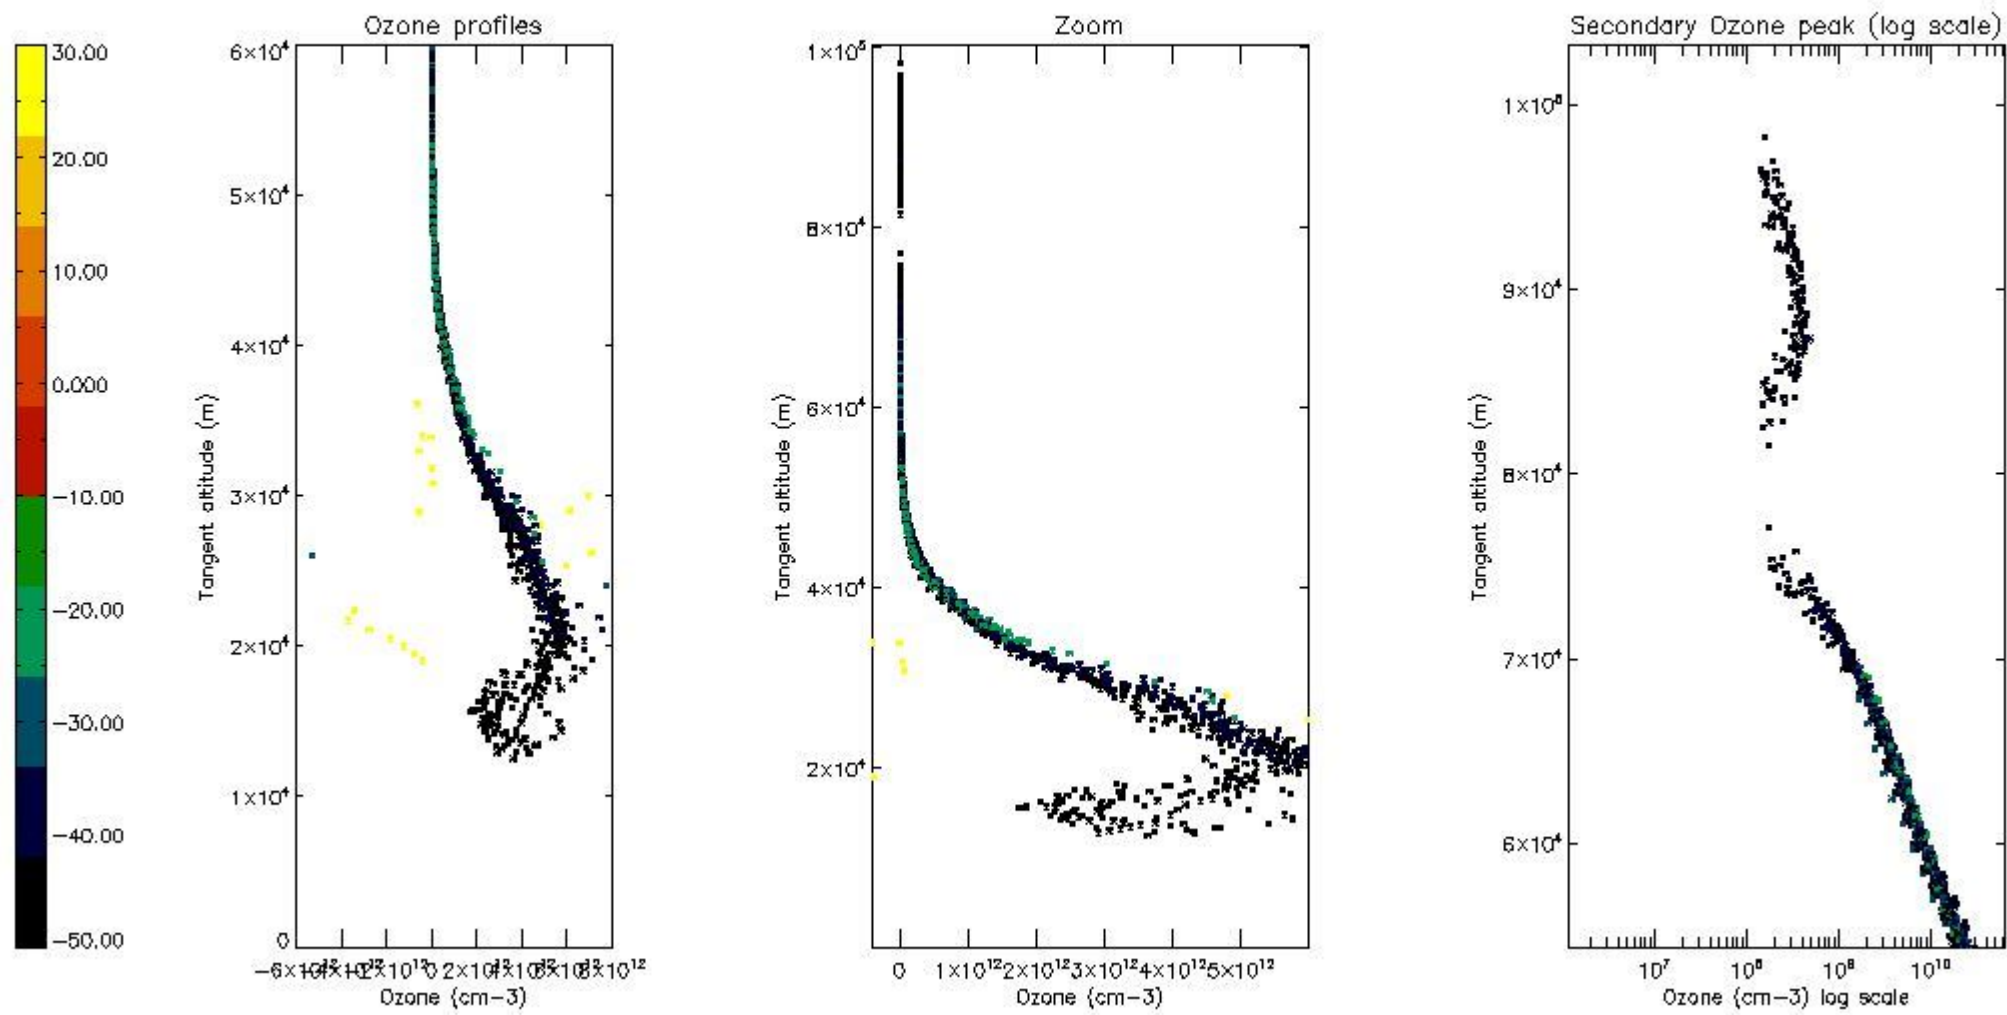 Ozone profiles
Zoom
Secondary Ozone peak (log scale)
30.00
20.00
10.00
0.000
−10.00
−20.00
−30.00
−40.00
−50.00
Tangent altitude (m)
6×10⁴
5×10⁴
4×10⁴
3×10⁴
2×10⁴
1×10⁴
0
0
8×10¹²
Ozone (cm−3)
Tangent altitude (m)
1×10⁵
8×10⁴
6×10⁴
4×10⁴
2×10⁴
0 1×10¹² 2×10¹² 3×10¹² 4×10¹² 5×10¹²
Ozone (cm−3)
Tangent altitude (m)
9×10⁴
8×10⁴
7×10⁴
6×10⁴
10⁷ 10⁸ 10⁹ 10¹⁰
Ozone (cm−3) log scale